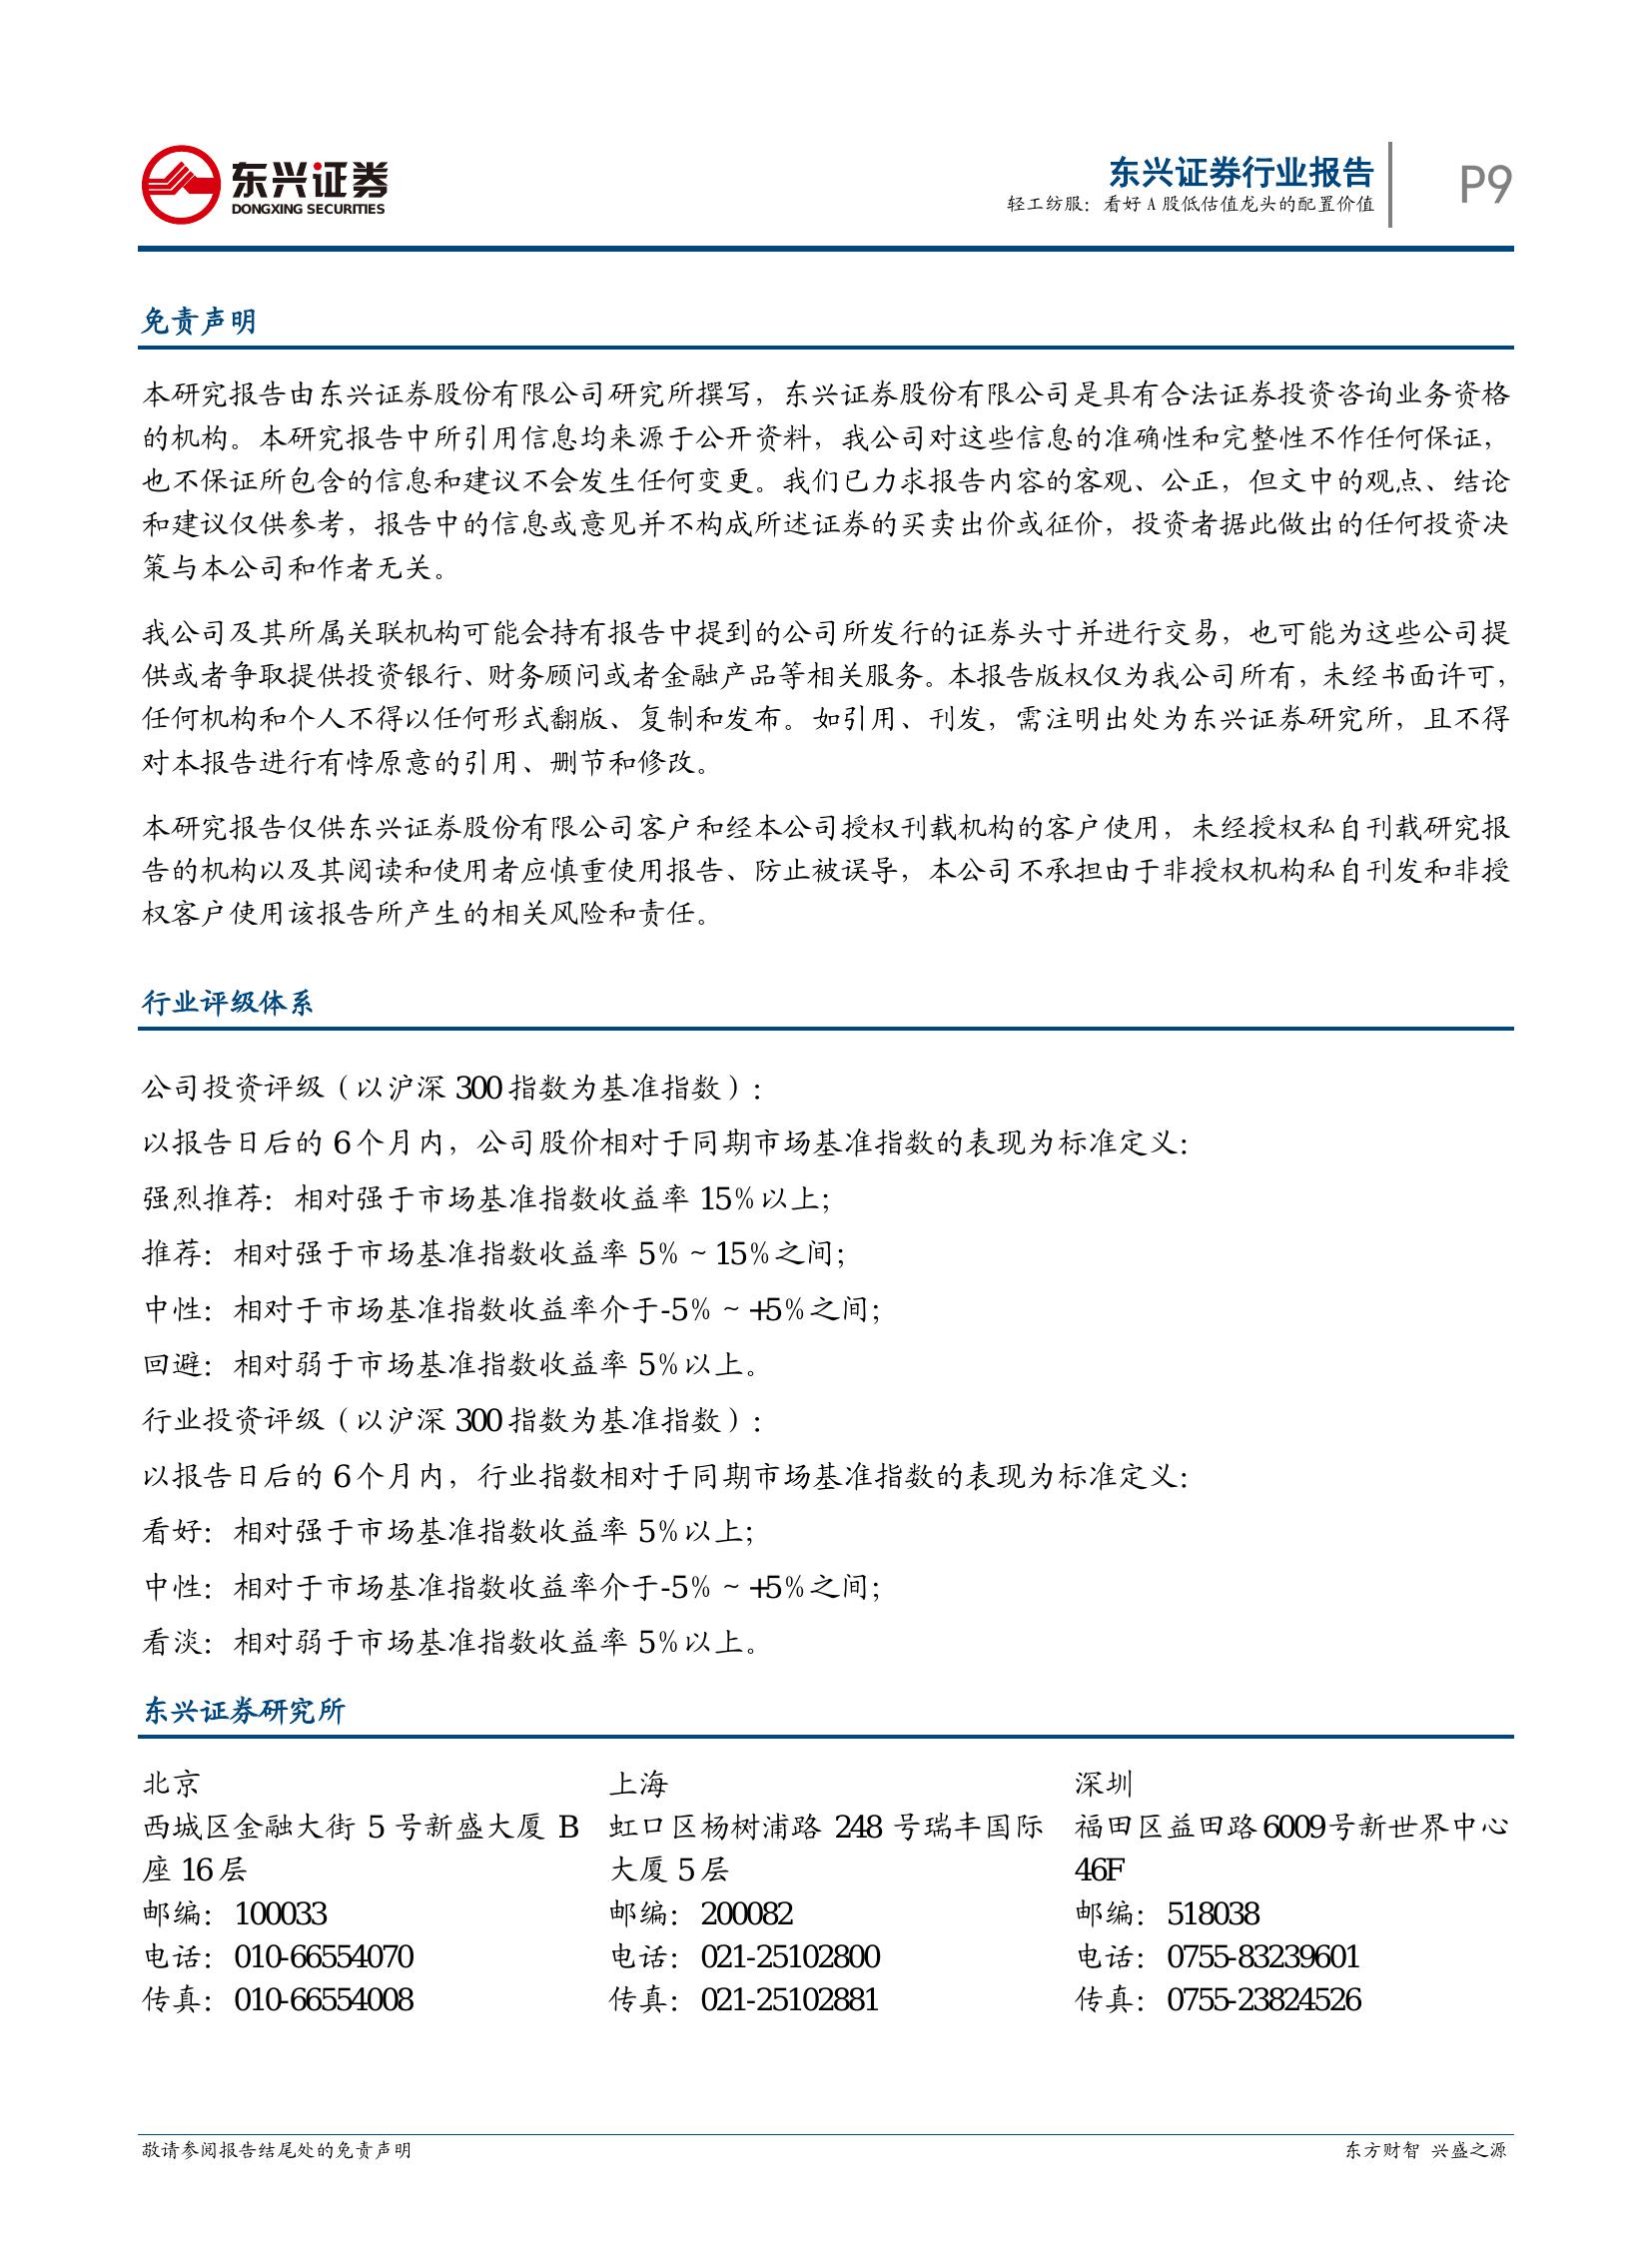 东兴证券
DONGXING SECURITIES
东兴证券行业报告
轻工纺服：看好 A 股低估值龙头的配置价值
P9
免责声明
本研究报告由东兴证券股份有限公司研究所撰写，东兴证券股份有限公司是具有合法证券投资咨询业务资格
的机构。本研究报告中所引用信息均来源于公开资料，我公司对这些信息的准确性和完整性不作任何保证，
也不保证所包含的信息和建议不会发生任何变更。我们已力求报告内容的客观、公正，但文中的观点、结论
和建议仅供参考，报告中的信息或意见并不构成所述证券的买卖出价或征价，投资者据此做出的任何投资决
策与本公司和作者无关。
我公司及其所属关联机构可能会持有报告中提到的公司所发行的证券头寸并进行交易，也可能为这些公司提
供或者争取提供投资银行、财务顾问或者金融产品等相关服务。本报告版权仅为我公司所有，未经书面许可，
任何机构和个人不得以任何形式翻版、复制和发布。如引用、刊发，需注明出处为东兴证券研究所，且不得
对本报告进行有悖原意的引用、删节和修改。
本研究报告仅供东兴证券股份有限公司客户和经本公司授权刊载机构的客户使用，未经授权私自刊载研究报
告的机构以及其阅读和使用者应慎重使用报告、防止被误导，本公司不承担由于非授权机构私自刊发和非授
权客户使用该报告所产生的相关风险和责任。
行业评级体系
公司投资评级（以沪深 300 指数为基准指数）：
以报告日后的 6 个月内，公司股价相对于同期市场基准指数的表现为标准定义：
强烈推荐：相对强于市场基准指数收益率 15％以上；
推荐：相对强于市场基准指数收益率 5％～15％之间；
中性：相对于市场基准指数收益率介于-5％～+5％之间；
回避：相对弱于市场基准指数收益率 5％以上。
行业投资评级（以沪深 300 指数为基准指数）：
以报告日后的 6 个月内，行业指数相对于同期市场基准指数的表现为标准定义：
看好：相对强于市场基准指数收益率 5％以上；
中性：相对于市场基准指数收益率介于-5％～+5％之间；
看淡：相对弱于市场基准指数收益率 5％以上。
东兴证券研究所
北京
西城区金融大街 5 号新盛大厦 B
座 16 层
邮编：100033
电话：010-66554070
传真：010-66554008
上海
虹口区杨树浦路 248 号瑞丰国际
大厦 5 层
邮编：200082
电话：021-25102800
传真：021-25102881
深圳
福田区益田路6009号新世界中心
46F
邮编：518038
电话：0755-83239601
传真：0755-23824526
敬请参阅报告结尾处的免责声明
东方财智 兴盛之源